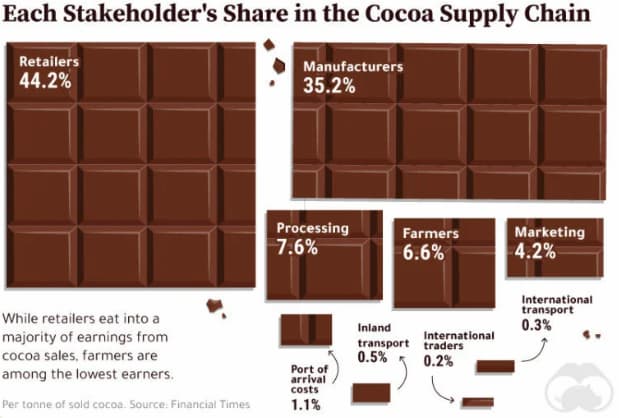 Each Stakeholder's Share in the Cocoa Supply Chain
Retailers
44.2%
Manufacturers
35.2%
Processing
7.6%
Farmers
6.6%
Marketing
4.2%
International
transport
0.3%
Inland
transport
0.5%
International
traders
0.2%
Port of
arrival
costs
1.1%
While retailers eat into a
majority of earnings from
cocoa sales, farmers are
among the lowest earners.
Per tonne of sold cocoa. Source: Financial Times